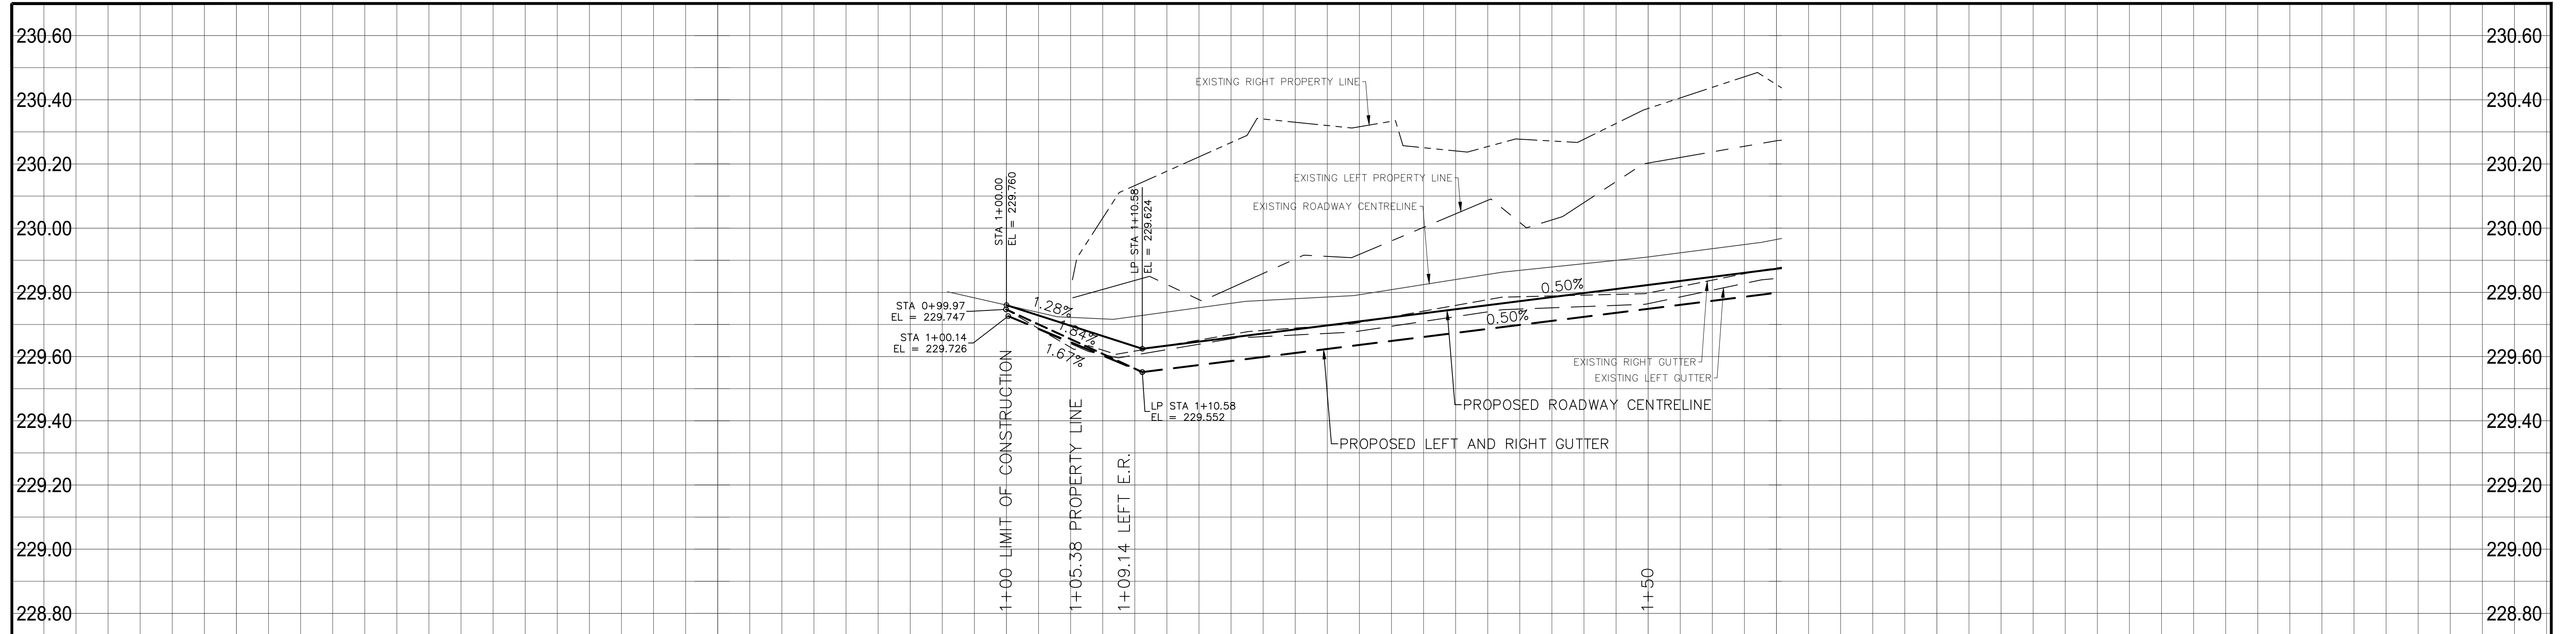 230.60
230.60
EXISTING RIGHT PROPERTY LINE
230.40
230.40
230.20
230.20
EXISTING LEFT PROPERTY LINE
STA 1+00.00
EL = 229.760
LP STA 1+10.58
EL = 229.624
EXISTING ROADWAY CENTRELINE
230.00
230.00
229.80
229.80
STA 0+99.97
EL = 229.747
STA 1+00.14
EL = 229.726
1.28%
1.84%
1.67%
0.50%
0.50%
229.60
229.60
EXISTING RIGHT GUTTER
EXISTING LEFT GUTTER
LP STA 1+10.58
EL = 229.552
PROPOSED ROADWAY CENTRELINE
229.40
229.40
PROPOSED LEFT AND RIGHT GUTTER
229.20
229.20
229.00
229.00
1+00 LIMIT OF CONSTRUCTION
1+05.38 PROPERTY LINE
1+09.14 LEFT E.R.
1+50
228.80
228.80